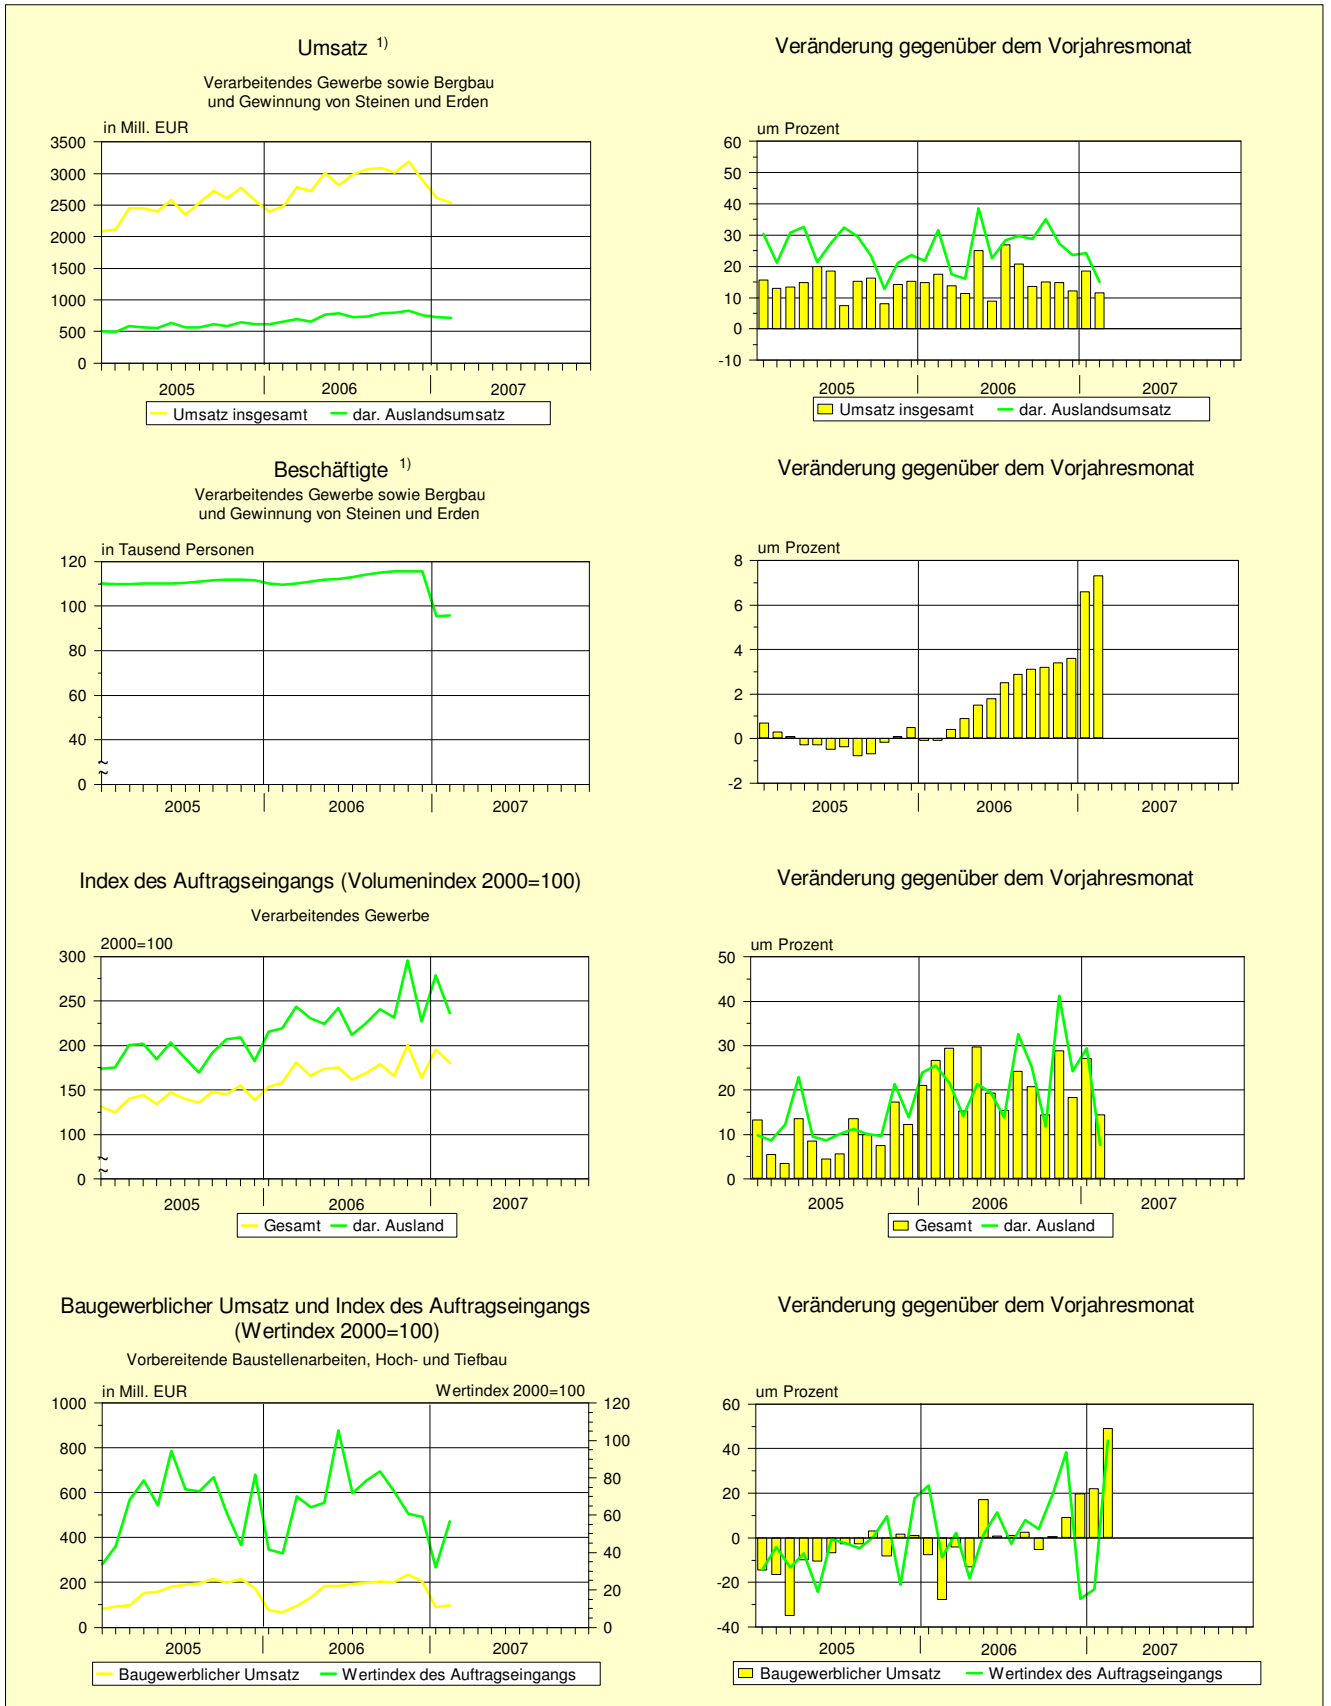 Umsatz 1)
Verarbeitendes Gewerbe sowie Bergbau
und Gewinnung von Steinen und Erden
in Mill. EUR
3500
3000
2500
2000
1500
1000
500
0
2005
2006
2007
Umsatz insgesamt
dar. Auslandsumsatz
Veränderung gegenüber dem Vorjahresmonat
um Prozent
60
50
40
30
20
10
0
-10
2005
2006
2007
Umsatz insgesamt
dar. Auslandsumsatz
Beschäftigte 1)
Verarbeitendes Gewerbe sowie Bergbau
und Gewinnung von Steinen und Erden
in Tausend Personen
120
100
80
60
40
0
2005
2006
2007
Veränderung gegenüber dem Vorjahresmonat
um Prozent
8
6
4
2
0
-2
2005
2006
2007
Index des Auftragseingangs (Volumenindex 2000=100)
Verarbeitendes Gewerbe
2000=100
300
250
200
150
100
0
2005
2006
2007
Gesamt
dar. Ausland
Veränderung gegenüber dem Vorjahresmonat
um Prozent
50
40
30
20
10
0
2005
2006
2007
Gesamt
dar. Ausland
Baugewerblicher Umsatz und Index des Auftragseingangs
(Wertindex 2000=100)
Vorbereitende Baustellenarbeiten, Hoch- und Tiefbau
in Mill. EUR
Wertindex 2000=100
1000
800
600
400
200
0
120
100
80
60
40
20
0
2005
2006
2007
Baugewerblicher Umsatz
Wertindex des Auftragseingangs
Veränderung gegenüber dem Vorjahresmonat
um Prozent
60
40
20
0
-20
-40
2005
2006
2007
Baugewerblicher Umsatz
Wertindex des Auftragseingangs